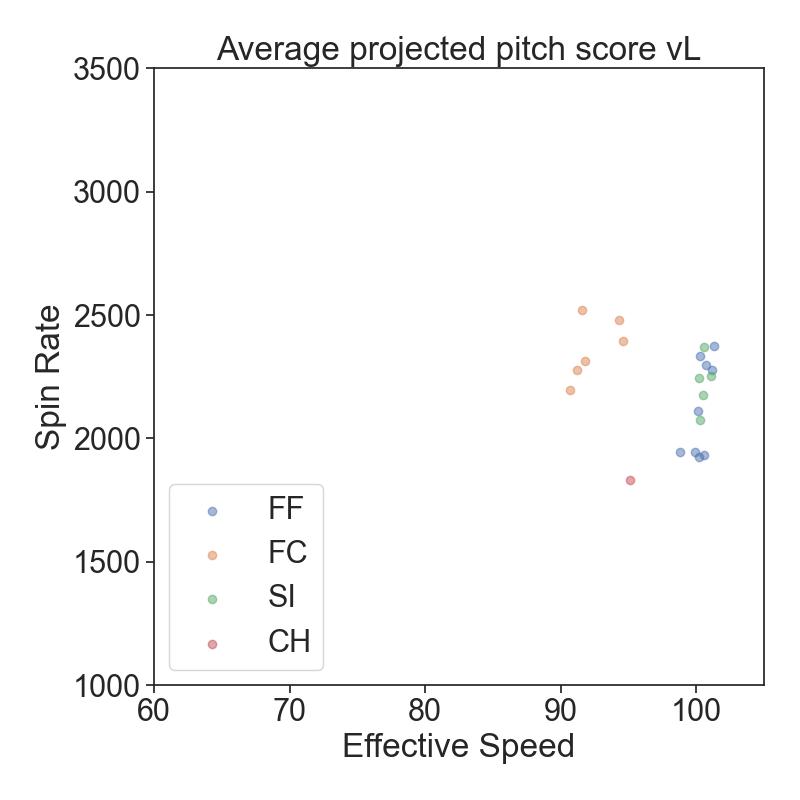 Average projected pitch score vL
3500
3000
2500
2000
1500
1000
Spin Rate
FF
FC
SI
CH
60 70 80 90 100
Effective Speed